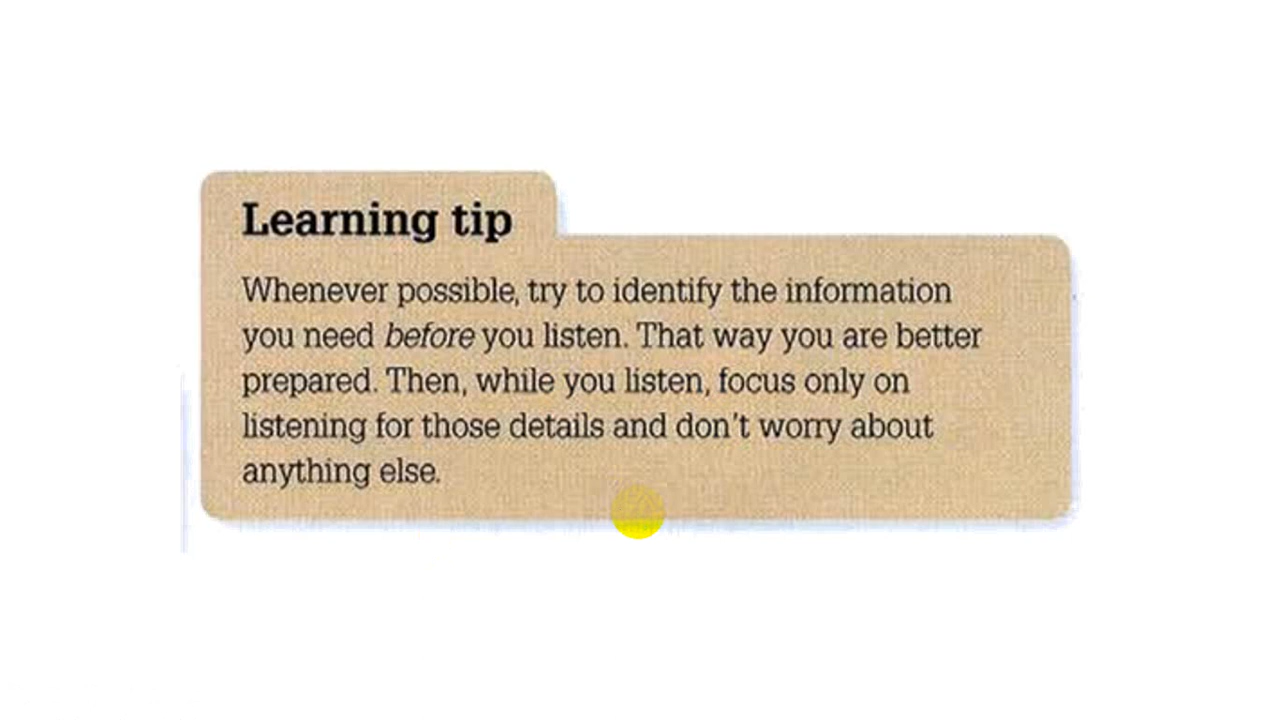 Learning tip
Whenever possible, try to identify the information
you need before you listen. That way you are better
prepared. Then, while you listen, focus only on
listening for those details and don't worry about
anything else.